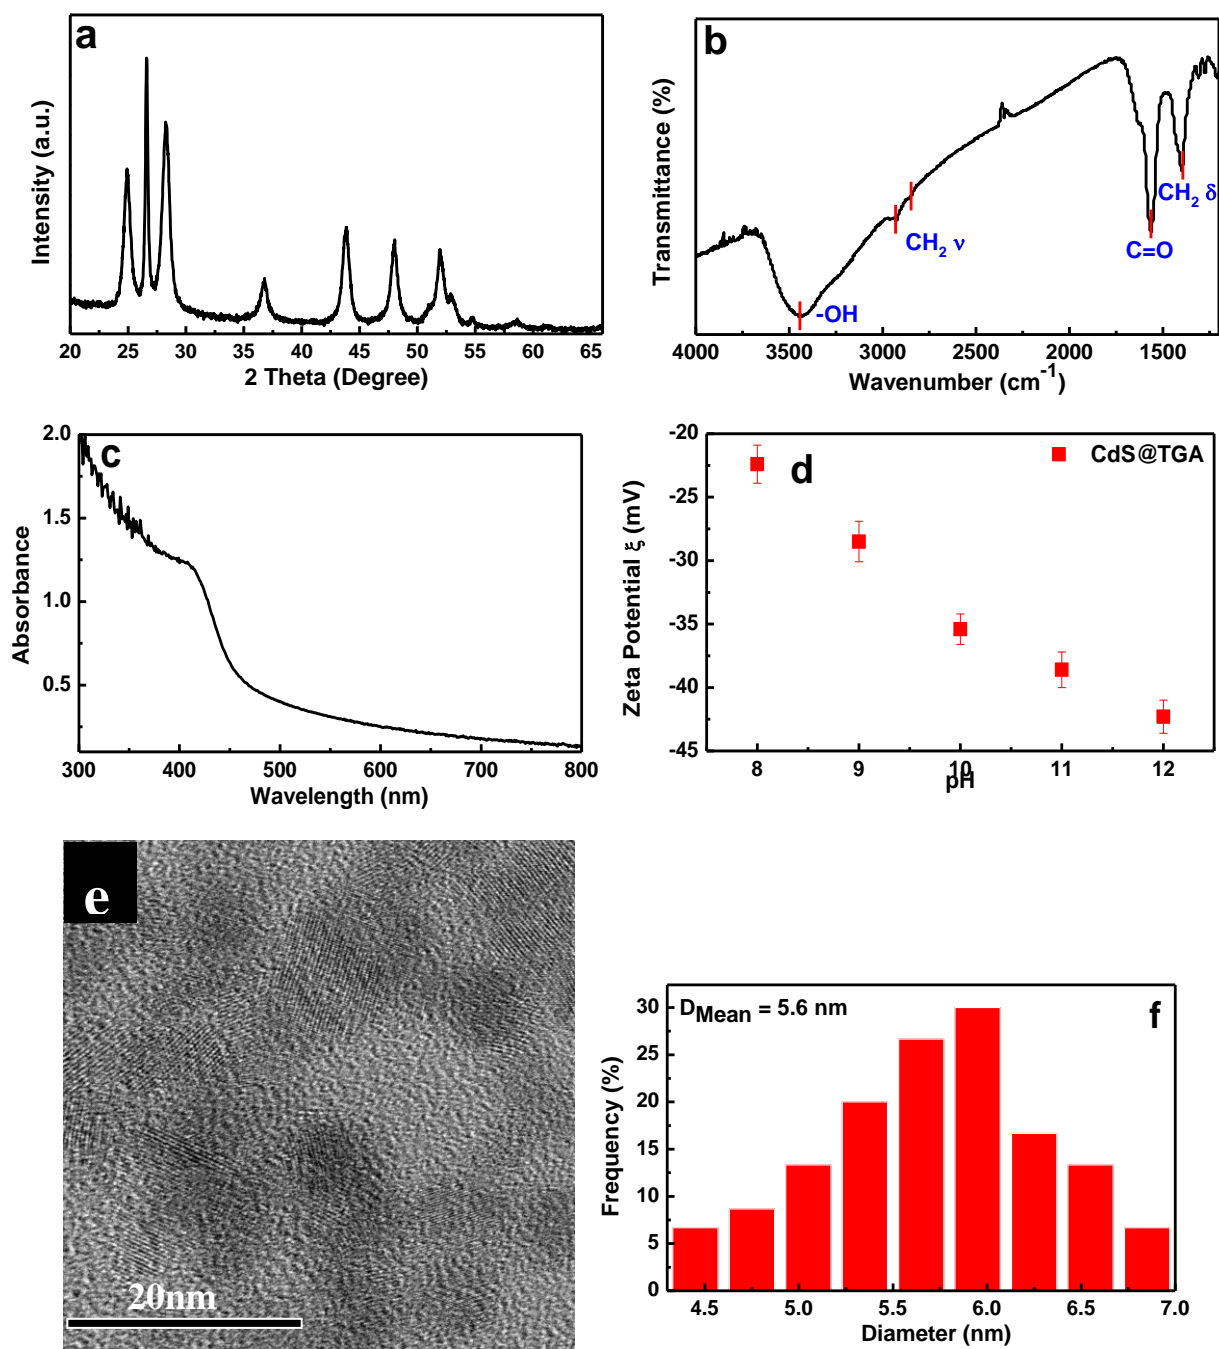 a
Intensity (a.u.)
20 25 30 35 40 45 50 55 60 65
2 Theta (Degree)
b
Transmittance (%)
-OH
CH2 ν
C=O
CH2 δ
4000 3500 3000 2500 2000 1500
Wavenumber (cm-1)
c
Absorbance
2.0
1.5
1.0
0.5
300 400 500 600 700 800
Wavelength (nm)
d
CdS@TGA
Zeta Potential ξ (mV)
-20
-25
-30
-35
-40
-45
8 9 10 11 12
pH
e
20nm
f
DMean = 5.6 nm
Frequency (%)
30
25
20
15
10
5
0
4.5 5.0 5.5 6.0 6.5 7.0
Diameter (nm)